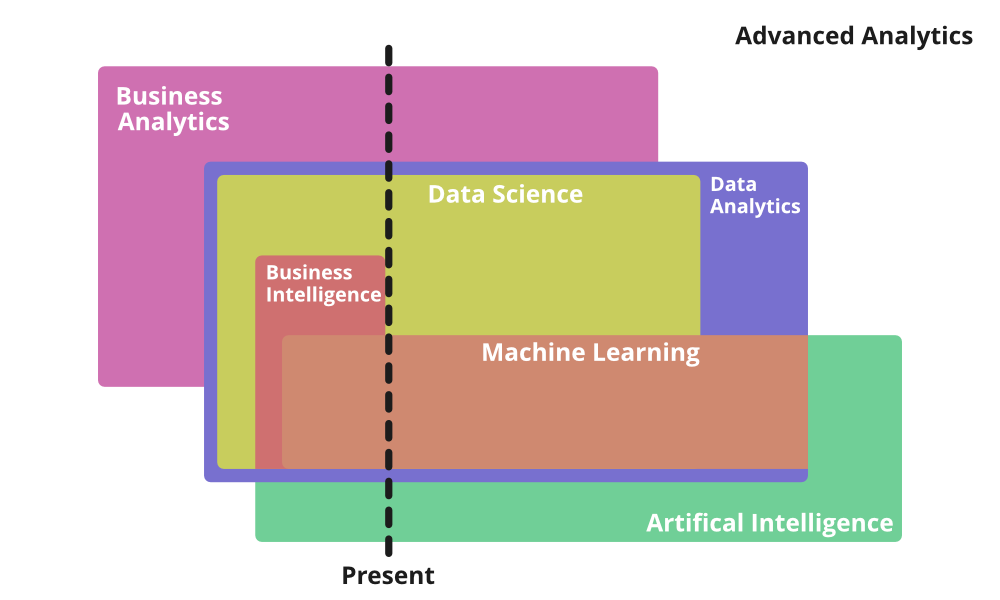 Advanced Analytics
Business
Analytics
Data Science
Data
Analytics
Business
Intelligence
Machine Learning
Artifical Intelligence
Present